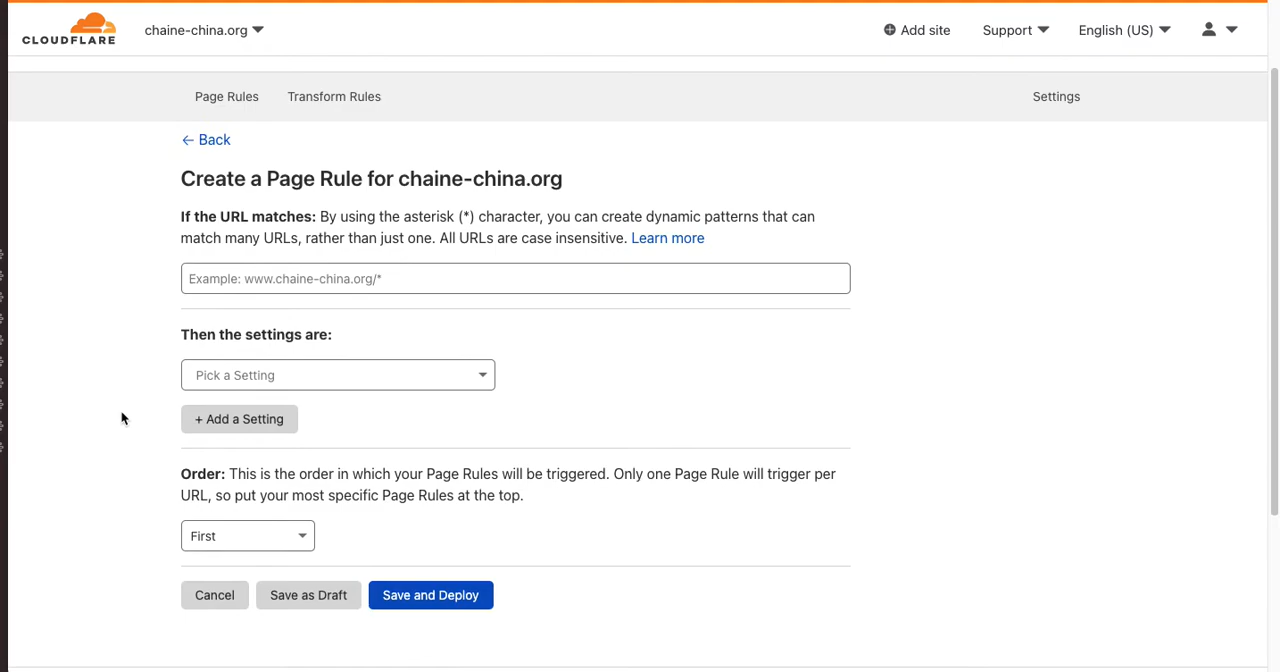 CLOUDFLARE
chaine-china.org
Add site
Support
English (US)
Page Rules
Transform Rules
Settings
← Back
Create a Page Rule for chaine-china.org
If the URL matches: By using the asterisk (*) character, you can create dynamic patterns that can
match many URLs, rather than just one. All URLs are case insensitive. Learn more
Example: www.chaine-china.org/*
Then the settings are:
Pick a Setting
+ Add a Setting
Order: This is the order in which your Page Rules will be triggered. Only one Page Rule will trigger per
URL, so put your most specific Page Rules at the top.
First
Cancel
Save as Draft
Save and Deploy